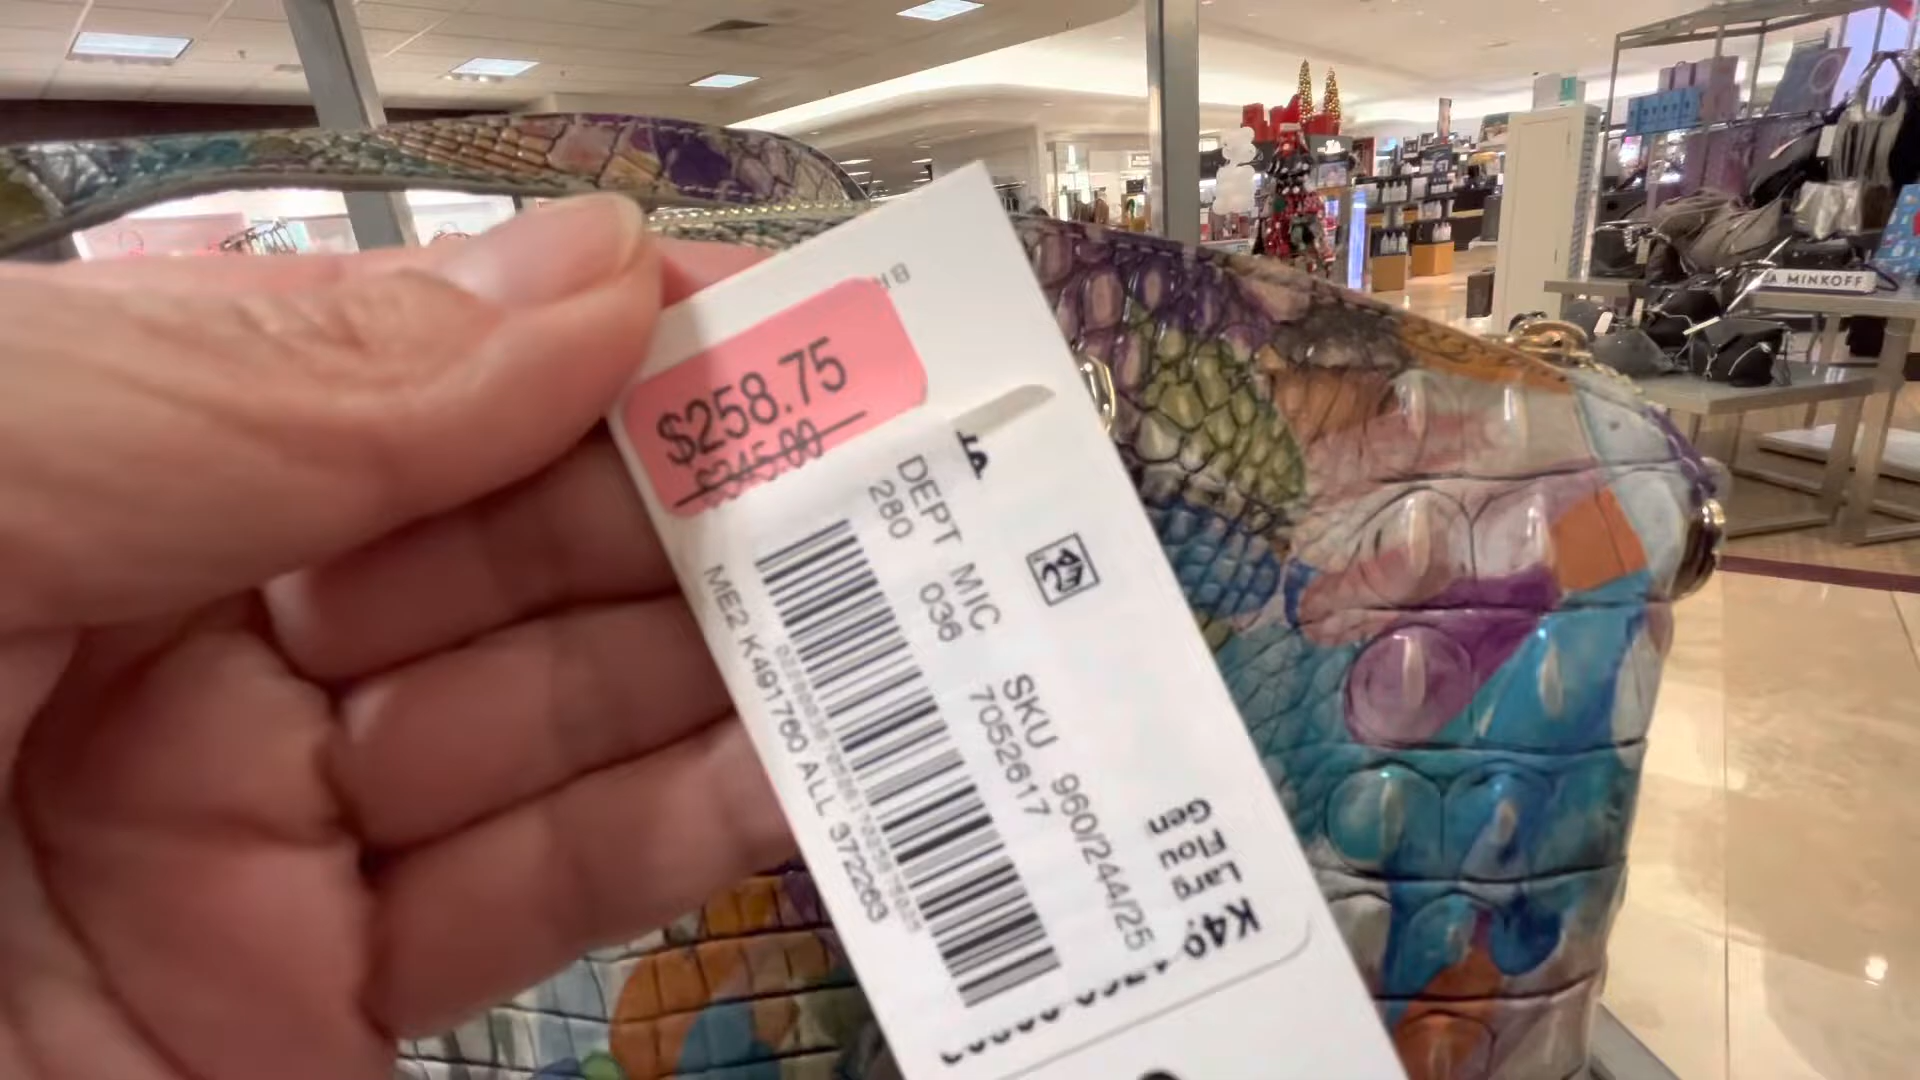 $258.75
$345.00
DEPT MIC SKU 960/244/25
280 036 7052617
ME2 K491760 ALL 372263
Gen
Flou
Larg
A MINKOFF